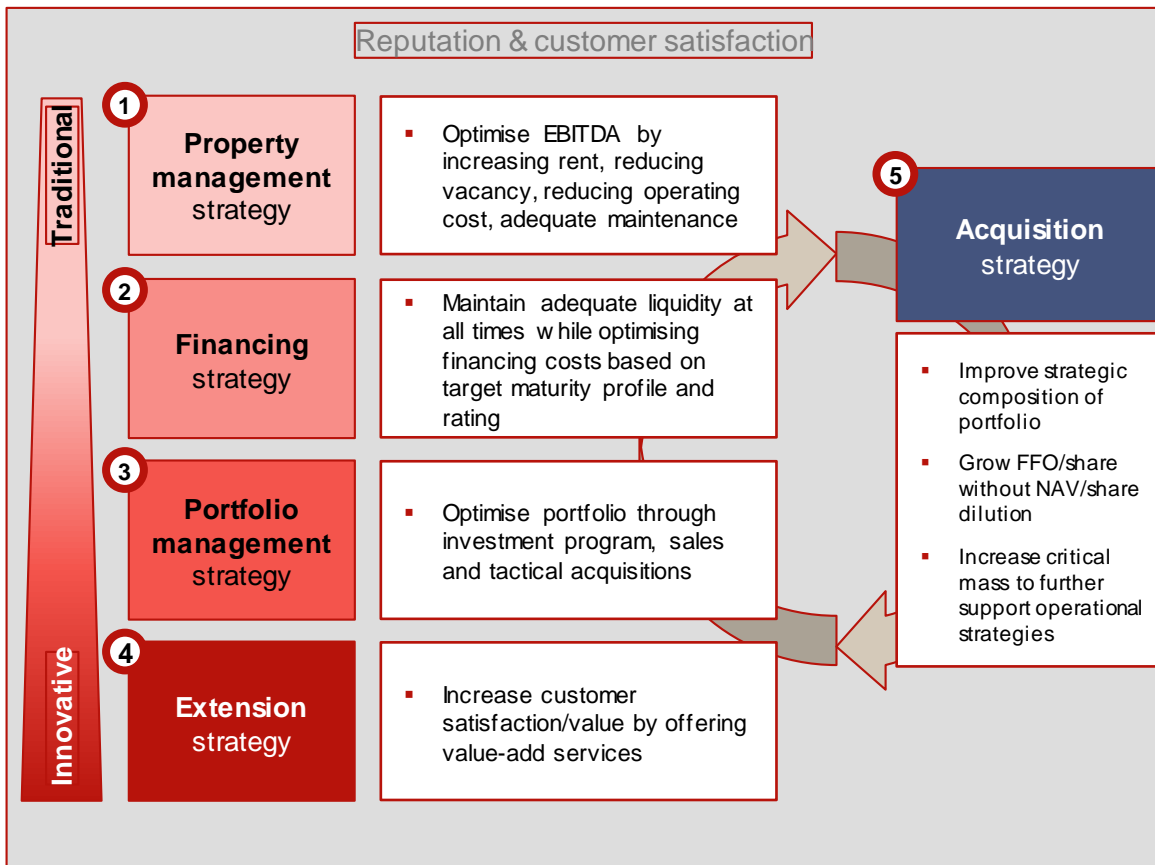 Reputation & customer satisfaction
Traditional
Innovative
1
Property
management
strategy
▪ Optimise EBITDA by
increasing rent, reducing
vacancy, reducing operating
cost, adequate maintenance
2
Financing
strategy
▪ Maintain adequate liquidity at
all times while optimising
financing costs based on
target maturity profile and
rating
3
Portfolio
management
strategy
▪ Optimise portfolio through
investment program, sales
and tactical acquisitions
4
Extension
strategy
▪ Increase customer
satisfaction/value by offering
value-add services
5
Acquisition
strategy
▪ Improve strategic
composition of
portfolio
▪ Grow FFO/share
without NAV/share
dilution
▪ Increase critical
mass to further
support operational
strategies